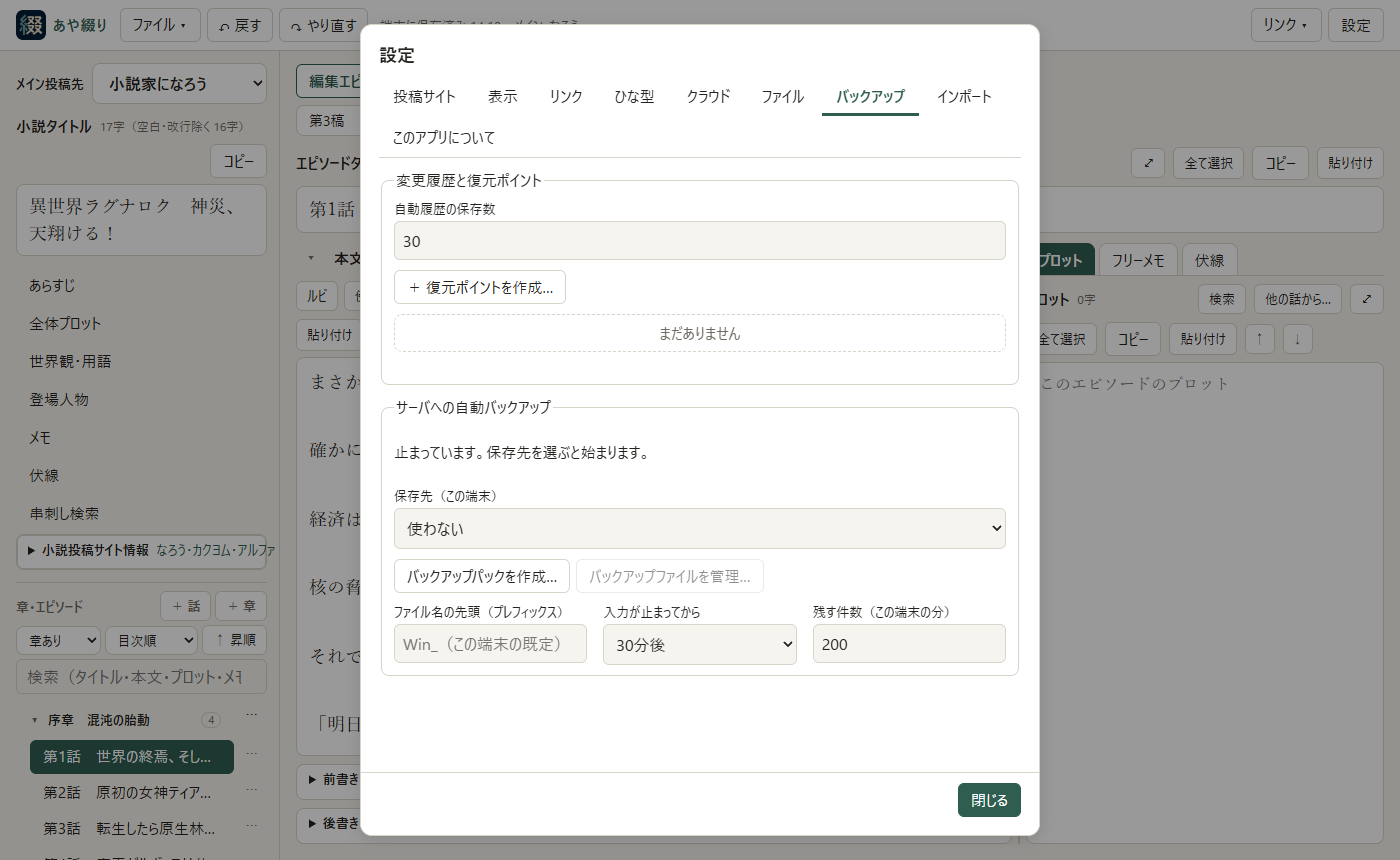 綴 あや綴り ファイル ▾ 戻す やり直す
リンク ▾ 設定
メイン投稿先 小説家になろう
小説タイトル 17字（空白・改行除く16字）
コピー
異世界ラグナロク　神災、
天翔ける！
あらすじ
全体プロット
世界観・用語
登場人物
メモ
伏線
串刺し検索
▶ 小説投稿サイト情報 なろう・カクヨム・アルファ
章・エピソード ＋ 話 ＋ 章
章あり 目次順 ↑ 昇順
検索（タイトル・本文・プロット・メモ
▾ 序章　混沌の胎動 4 …
第1話　世界の終焉、そし... …
第2話　原初の女神ティア... …
第3話　転生したら原生林... …
編集エピ
第3稿
エピソードタ
第1話
▾ 本文
ルビ
貼り付け
まさか
確かに
経済は
核の脅
それで
「明日
▶ 前書き
▶ 後書き
設定
投稿サイト 表示 リンク ひな型 クラウド ファイル バックアップ インポート
このアプリについて
変更履歴と復元ポイント
自動履歴の保存数
30
＋ 復元ポイントを作成...
まだありません
サーバへの自動バックアップ
止まっています。保存先を選ぶと始まります。
保存先（この端末）
使わない
バックアップパックを作成... バックアップファイルを管理...
ファイル名の先頭（プレフィックス） 入力が止まってから 残す件数（この端末の分）
Win_（この端末の既定） 30分後 200
閉じる
⤢ 全て選択 コピー 貼り付け
プロット フリーメモ 伏線
ロット 0字 検索 他の話から... ⤢
全て選択 コピー 貼り付け ↑ ↓
このエピソードのプロット